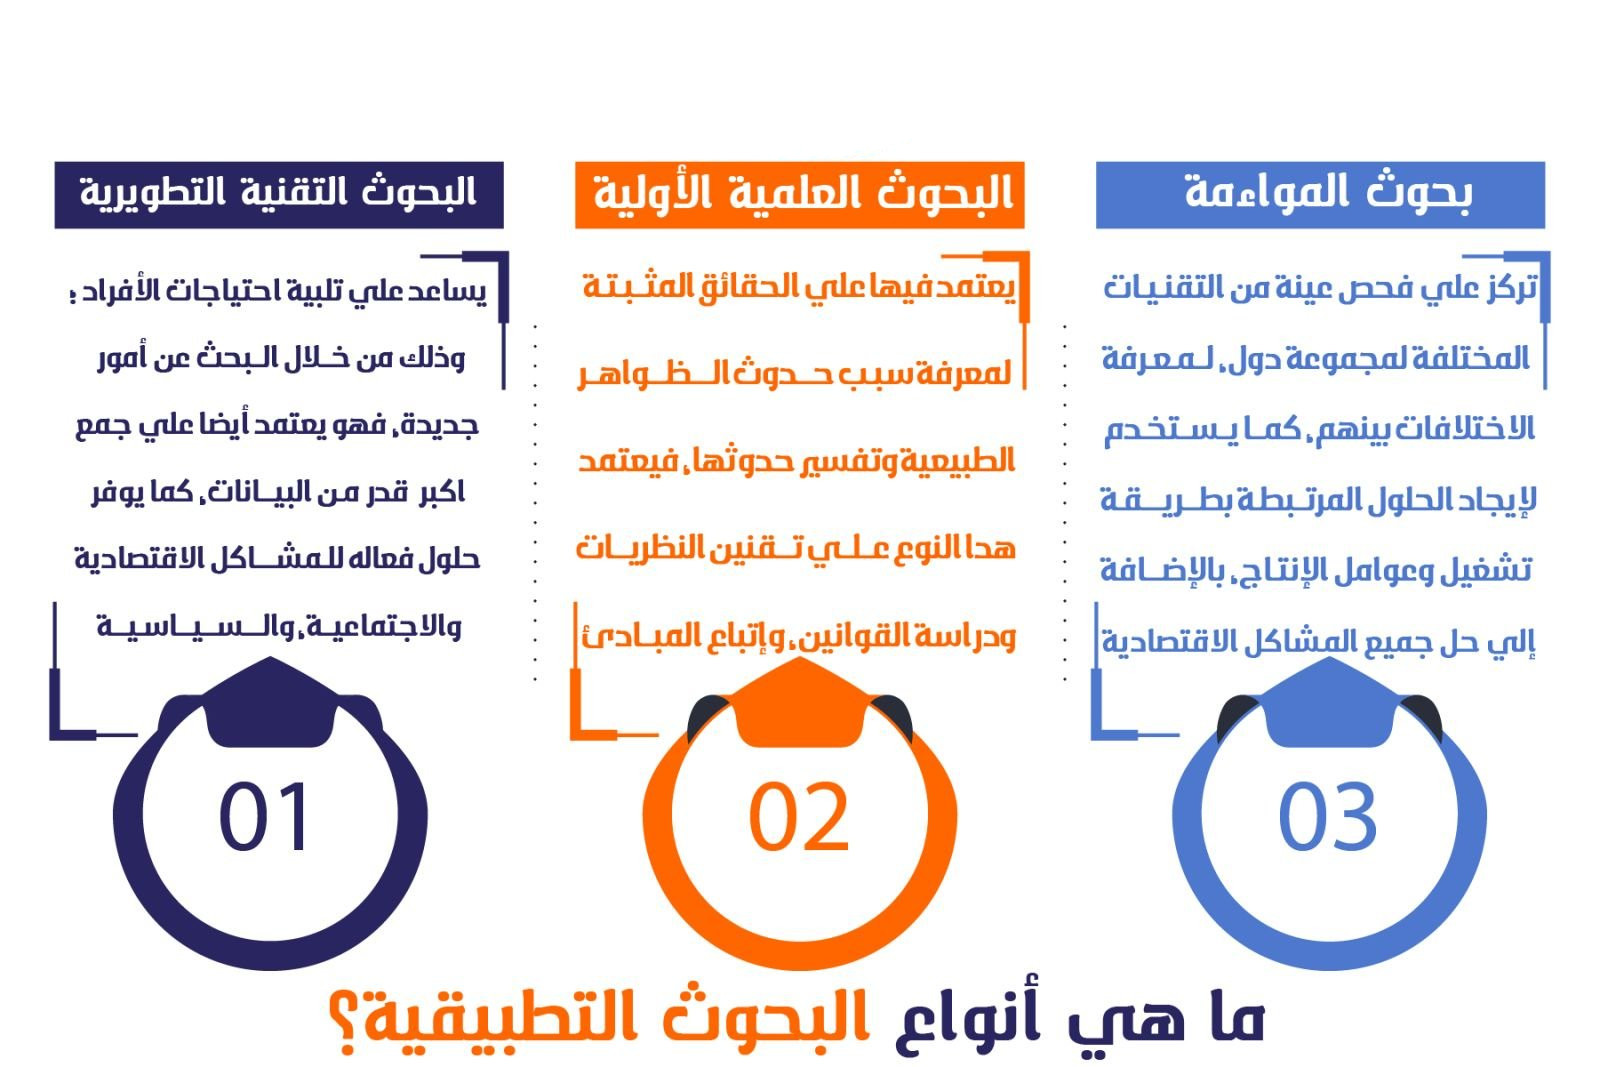 بحوث المواءمة
تركز علي فحص عينة من التقنيات
المختلفة لمجموعة دول، لمعرفة
الاختلافات بينهم، كما يستخدم
لإيجاد الحلول المرتبطة بطريقة
تشغيل وعوامل الإنتاج، بالإضافة
إلي حل جميع المشاكل الاقتصادية
03
البحوث العلمية الأولية
يعتمد فيها علي الحقائق المثبتة
لمعرفة سبب حدوث الظواهر
الطبيعية وتفسير حدوثها، فيعتمد
هدا النوع علي تقنين النظريات
ودراسة القوانين، وإتباع المبادئ
02
البحوث التقنية التطويرية
يساعد علي تلبية احتياجات الأفراد ؛
وذلك من خلال البحث عن أمور
جديدة، فهو يعتمد أيضا علي جمع
اكبر قدر من البيانات، كما يوفر
حلول فعاله للمشاكل الاقتصادية
والاجتماعية، والسياسية
01
ما هي أنواع البحوث التطبيقية؟